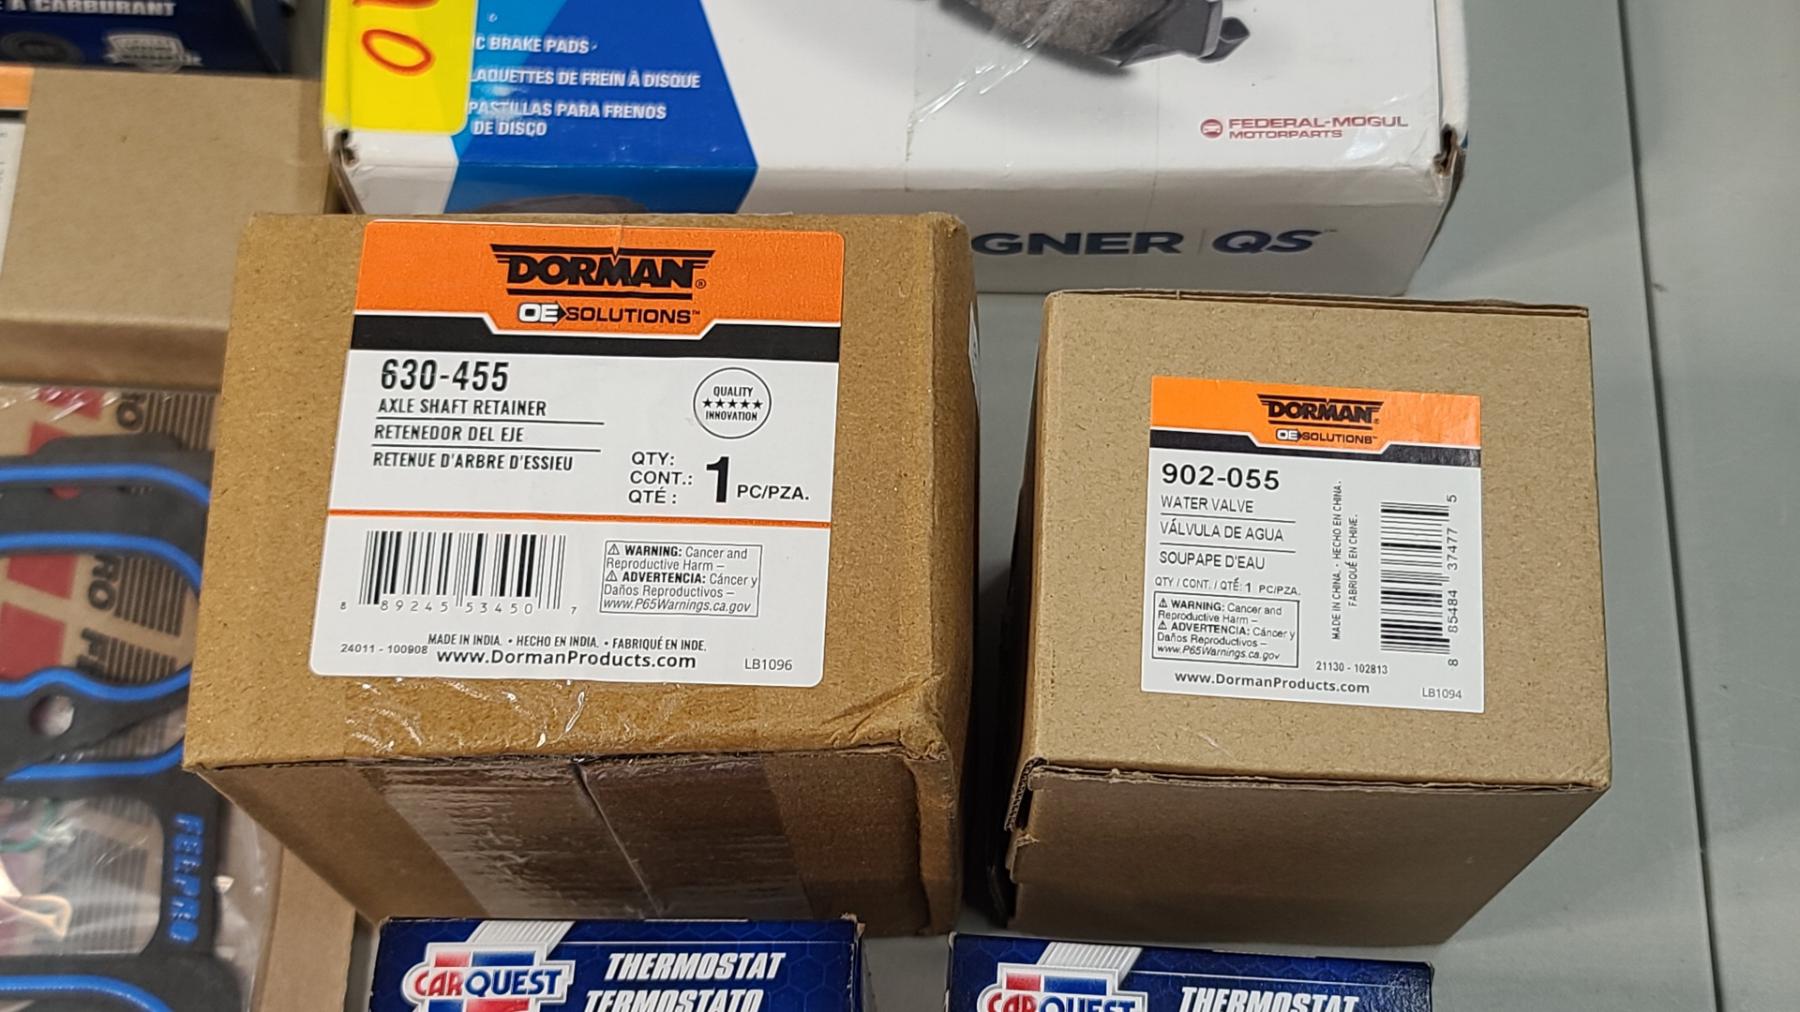 À CARBURANT
C BRAKE PADS
LAQUETTES DE FREIN À DISQUE
PASTILLAS PARA FRENOS
DE DISCO
FEDERAL-MOGUL
MOTORPARTS
GNER QS™
DORMAN®
OE SOLUTIONS™
630-455
AXLE SHAFT RETAINER
RETENEDOR DEL EJE
RETENUE D'ARBRE D'ESSIEU
QUALITY
★★★★★
INNOVATION
QTY:
CONT.:
QTÉ :
1 PC/PZA.
8 89245 53450 7
⚠ WARNING: Cancer and
Reproductive Harm –
⚠ ADVERTENCIA: Cáncer y
Daños Reproductivos –
www.P65Warnings.ca.gov
MADE IN INDIA. • HECHO EN INDIA. • FABRIQUÉ EN INDE.
24011 - 100908
www.DormanProducts.com
LB1096
DORMAN®
OE SOLUTIONS™
902-055
WATER VALVE
VÁLVULA DE AGUA
SOUPAPE D'EAU
QTY / CONT. / QTÉ: 1 PC/PZA.
⚠ WARNING: Cancer and
Reproductive Harm –
⚠ ADVERTENCIA: Cáncer y
Daños Reproductivos –
www.P65Warnings.ca.gov
MADE IN CHINA. - HECHO EN CHINA.
FABRIQUÉ EN CHINE.
8 85484 37477 5
21130 - 102813
www.DormanProducts.com
LB1094
FEL-PRO
CARQUEST
THERMOSTAT
TERMOSTATO
CARQUEST
THERMOSTAT